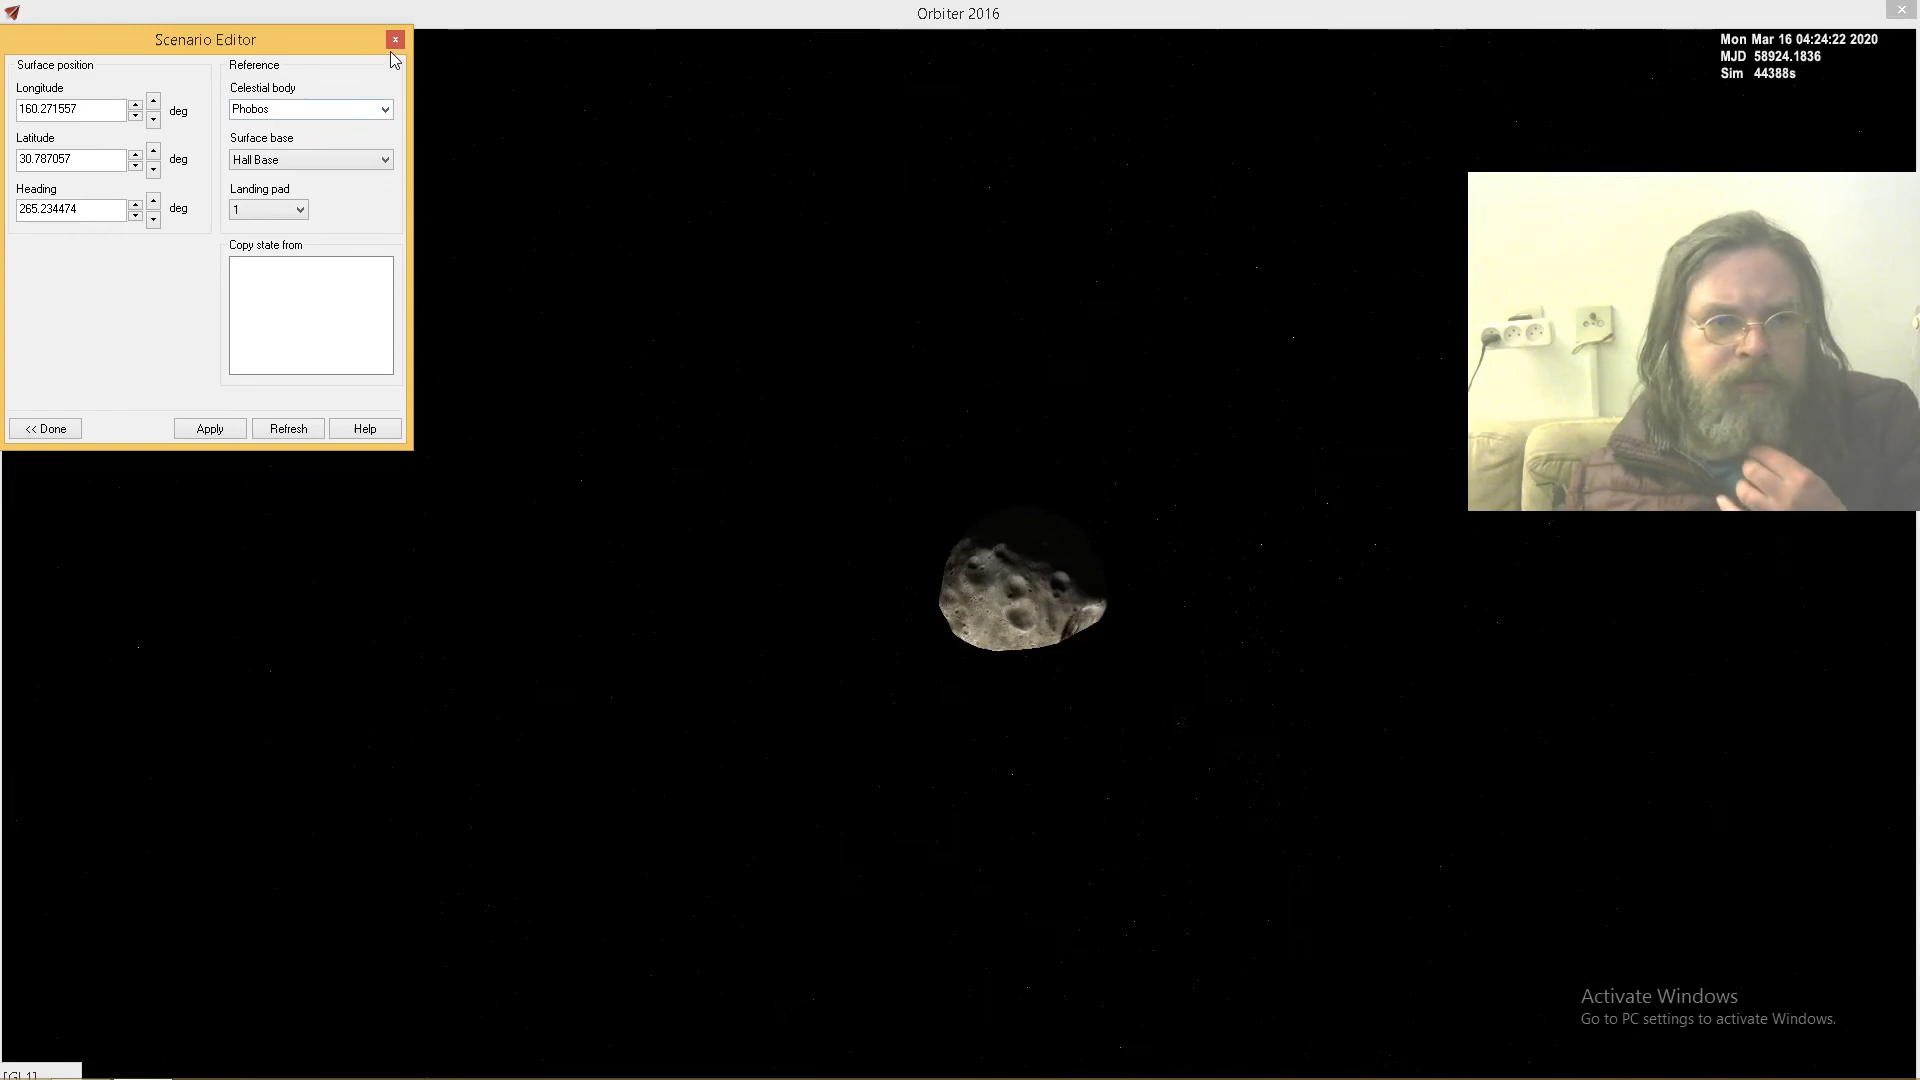 Orbiter 2016
Scenario Editor
Surface position
Longitude
160.271557
deg
Latitude
30.787057
deg
Heading
265.234474
deg
Reference
Celestial body
Phobos
Surface base
Hall Base
Landing pad
1
Copy state from
<< Done
Apply
Refresh
Help
Mon Mar 16 04:24:22 2020
MJD 58924.1836
Sim 44388s
Activate Windows
Go to PC settings to activate Windows.